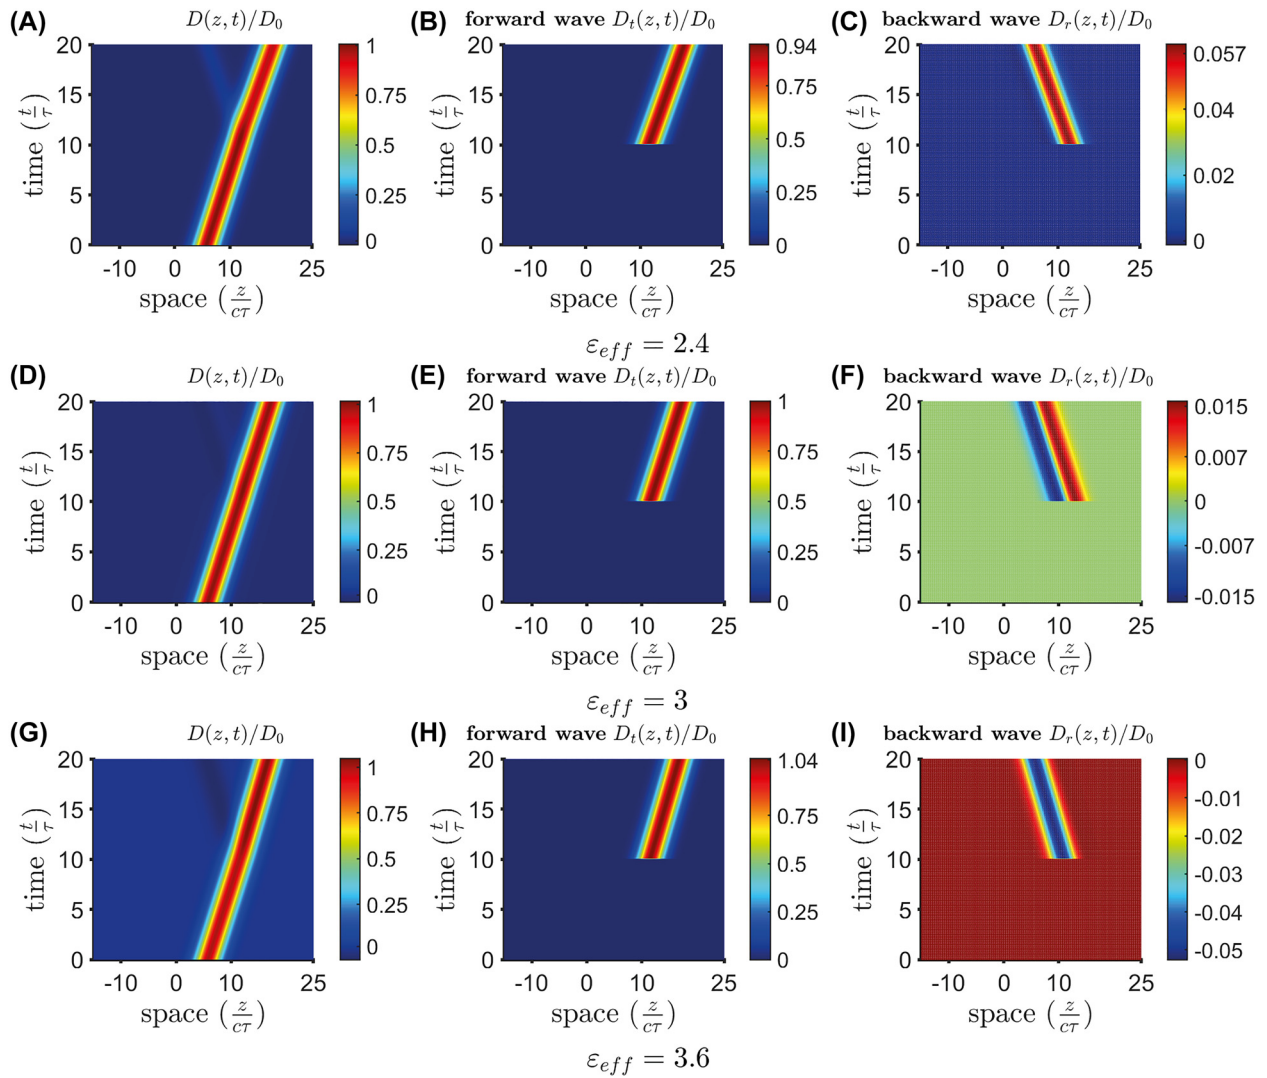 (A) D(z, t)/D₀ (B) forward wave Dₜ(z, t)/D₀ (C) backward wave Dᵣ(z, t)/D₀
20 1 20 0.94 20 0.057
15 0.75 15 0.75 15 0.04
10 0.5 10 0.5 10
5 0.25 5 0.25 5 0.02
0 0 0 0 0 0
time (t/τ) time (t/τ) time (t/τ)
-10 0 10 25 -10 0 10 25 -10 0 10 25
space (z/cτ) space (z/cτ) space (z/cτ)
ε_eff = 2.4
(D) D(z, t)/D₀ (E) forward wave Dₜ(z, t)/D₀ (F) backward wave Dᵣ(z, t)/D₀
20 1 20 1 20 0.015
15 0.75 15 0.75 15 0.007
10 0.5 10 0.5 10 0
5 0.25 5 0.25 5 -0.007
0 0 0 0 0 -0.015
time (t/τ) time (t/τ) time (t/τ)
-10 0 10 25 -10 0 10 25 -10 0 10 25
space (z/cτ) space (z/cτ) space (z/cτ)
ε_eff = 3
(G) D(z, t)/D₀ (H) forward wave Dₜ(z, t)/D₀ (I) backward wave Dᵣ(z, t)/D₀
20 1 20 1.04 20 0
15 0.75 15 0.75 15 -0.01
-0.02
10 0.5 10 0.5 10 -0.03
5 0.25 5 0.25 5 -0.04
0 0 0 0 0 -0.05
time (t/τ) time (t/τ) time (t/τ)
-10 0 10 25 -10 0 10 25 -10 0 10 25
space (z/cτ) space (z/cτ) space (z/cτ)
ε_eff = 3.6